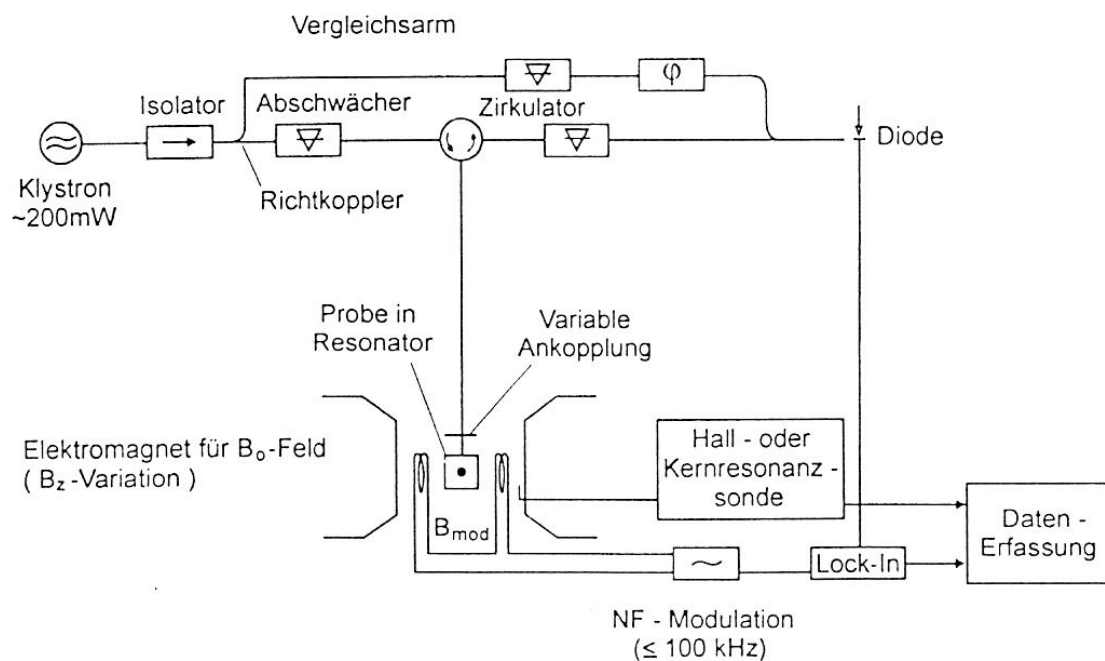 Vergleichsarm
Isolator
Abschwächer
Zirkulator
φ
Diode
Klystron
~200mW
Richtkoppler
Probe in
Resonator
Variable
Ankopplung
Elektromagnet für B₀-Feld
( B_z -Variation )
B_mod
Hall - oder
Kernresonanz -
sonde
Daten -
Erfassung
Lock-In
NF - Modulation
(≤ 100 kHz)